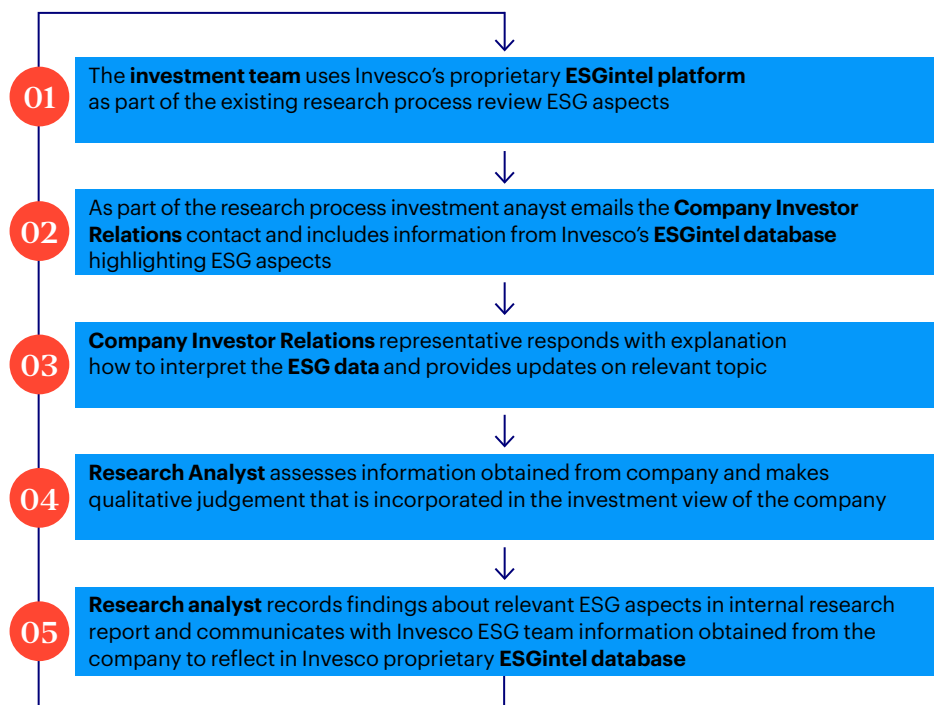 01
The investment team uses Invesco's proprietary ESGintel platform
as part of the existing research process review ESG aspects
02
As part of the research process investment anayst emails the Company Investor
Relations contact and includes information from Invesco's ESGintel database
highlighting ESG aspects
03
Company Investor Relations representative responds with explanation
how to interpret the ESG data and provides updates on relevant topic
04
Research Analyst assesses information obtained from company and makes
qualitative judgement that is incorporated in the investment view of the company
05
Research analyst records findings about relevant ESG aspects in internal research
report and communicates with Invesco ESG team information obtained from the
company to reflect in Invesco proprietary ESGintel database